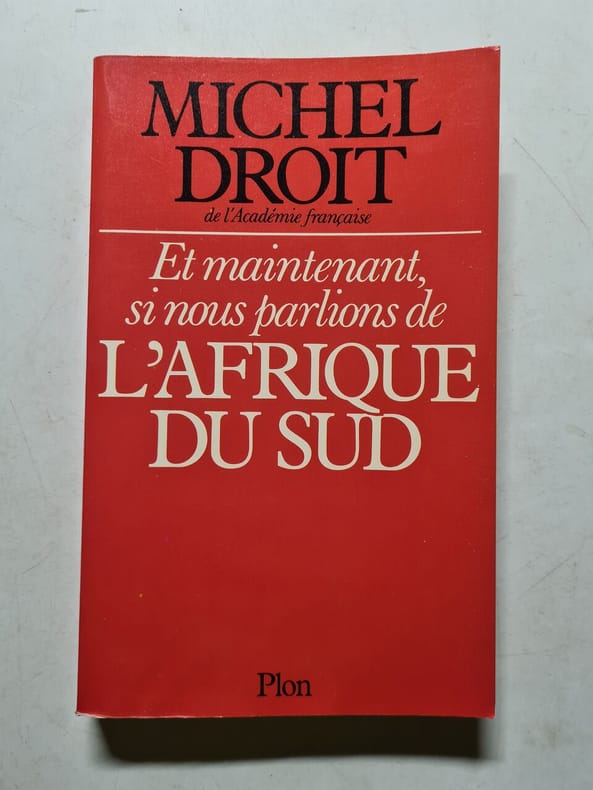 MICHEL
DROIT
de l'Académie française
Et maintenant,
si nous parlions de
L'AFRIQUE
DU SUD
Plon